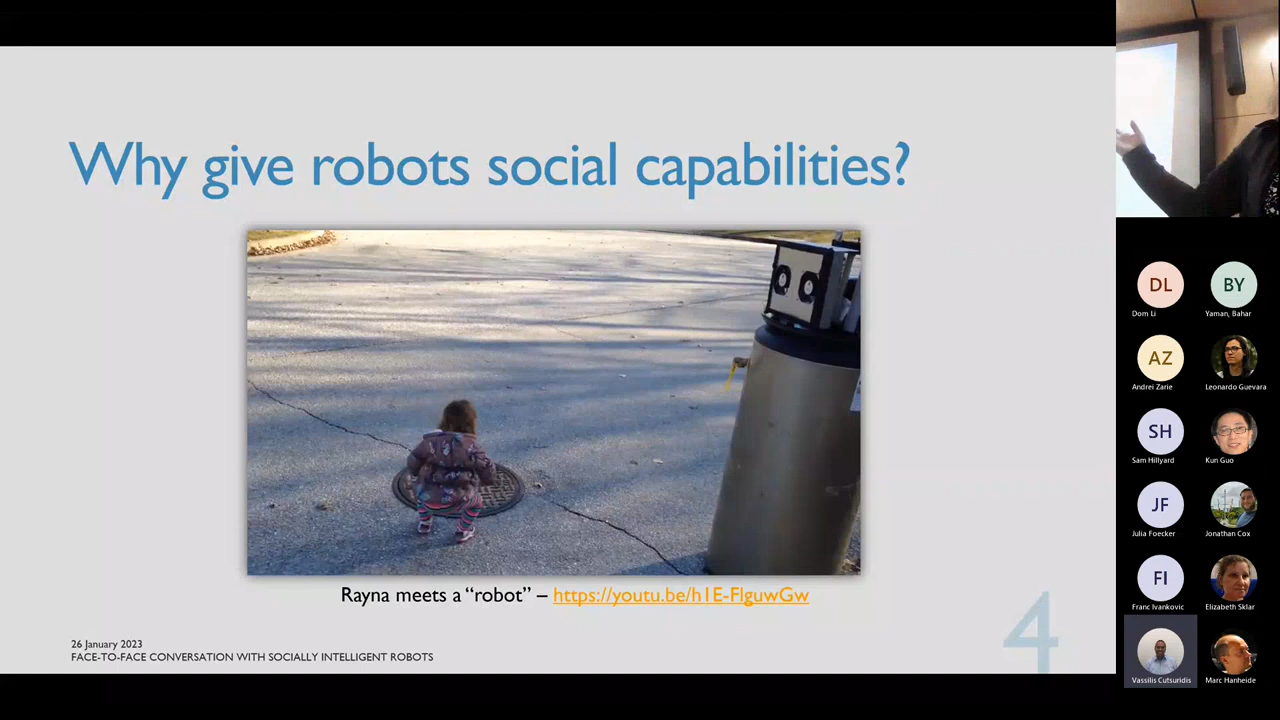 Why give robots social capabilities?
Rayna meets a “robot” – https://youtu.be/h1E-FlguwGw
26 January 2023
FACE-TO-FACE CONVERSATION WITH SOCIALLY INTELLIGENT ROBOTS
4
DL
BY
Dom Li
Yaman, Bahar
AZ
Andrei Zarie
Leonardo Guevara
SH
Sam Hillyard
Kun Guo
JF
Julia Foecker
Jonathan Cox
FI
Franc Ivankovic
Elizabeth Sklar
Vassilis Cutsuridis
Marc Hanheide